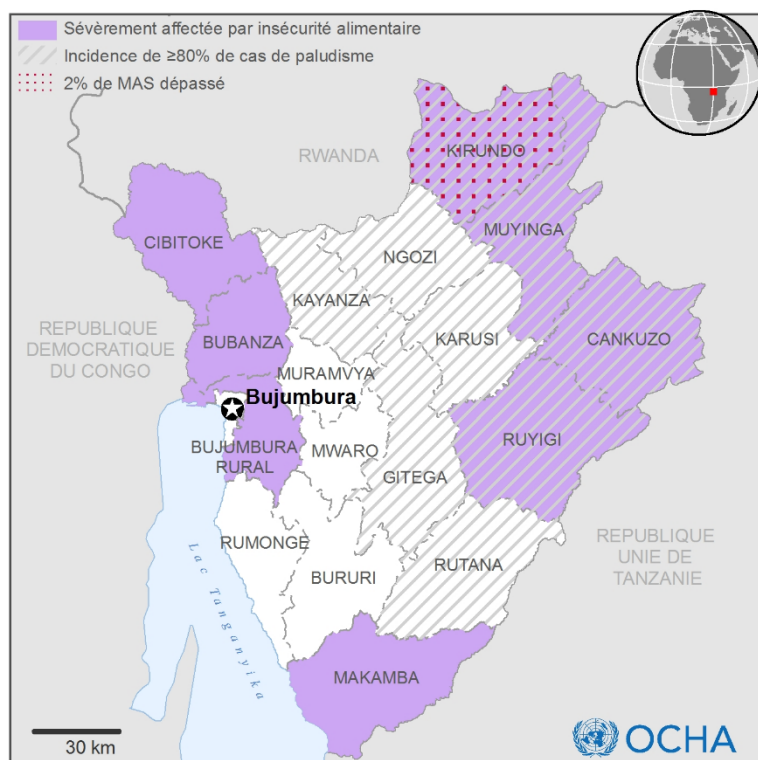 Sévèrement affectée par insécurité alimentaire
Incidence de ≥80% de cas de paludisme
2% de MAS dépassé
RWANDA
KIRUNDO
MUYINGA
CIBITOKE
NGOZI
KAYANZA
REPUBLIQUE
DEMOCRATIQUE
DU CONGO
BUBANZA
KARUSI
CANKUZO
MURAMVYA
Bujumbura
BUJUMBURA
RURAL
MWARO
RUYIGI
GITEGA
RUMONGE
BURURI
RUTANA
REPUBLIQUE
UNIE DE
TANZANIE
Lac Tanganyika
MAKAMBA
30 km
OCHA